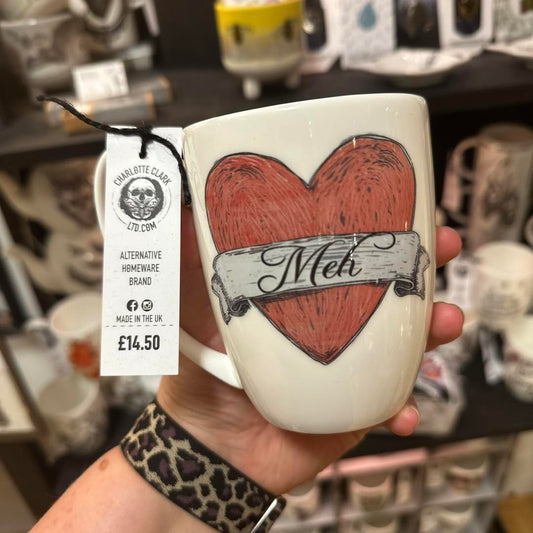 CHARLOTTE CLARK
LTD.COM
ALTERNATIVE
HOMEWARE
BRAND
MADE IN THE UK
£14.50
Meh